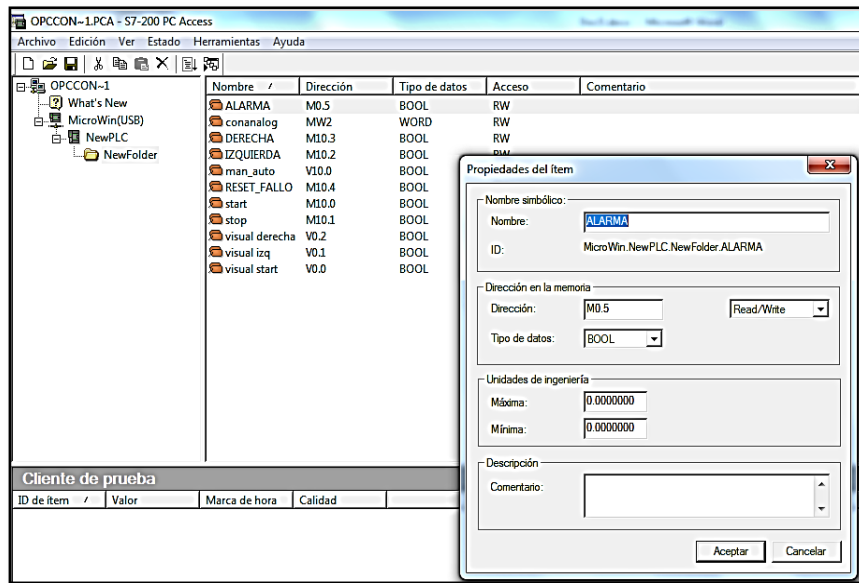 OPCCON~1.PCA - S7-200 PC Access
Archivo Edición Ver Estado Herramientas Ayuda
OPCCON~1
What's New
MicroWin(USB)
NewPLC
NewFolder
Nombre / Dirección Tipo de datos Acceso Comentario
ALARMA M0.5 BOOL RW
conanalog MW2 WORD RW
DERECHA M10.3 BOOL RW
IZQUIERDA M10.2 BOOL RW
man_auto V10.0 BOOL
RESET_FALLO M10.4 BOOL
start M10.0 BOOL
stop M10.1 BOOL
visual derecha V0.2 BOOL
visual izq V0.1 BOOL
visual start V0.0 BOOL
Propiedades del ítem
Nombre simbólico:
Nombre: ALARMA
ID: MicroWin.NewPLC.NewFolder.ALARMA
Dirección en la memoria
Dirección: M0.5 Read/Write
Tipo de datos: BOOL
Unidades de ingeniería
Máxima: 0.0000000
Mínima: 0.0000000
Descripción
Comentario:
Aceptar Cancelar
Cliente de prueba
ID de ítem / Valor Marca de hora Calidad